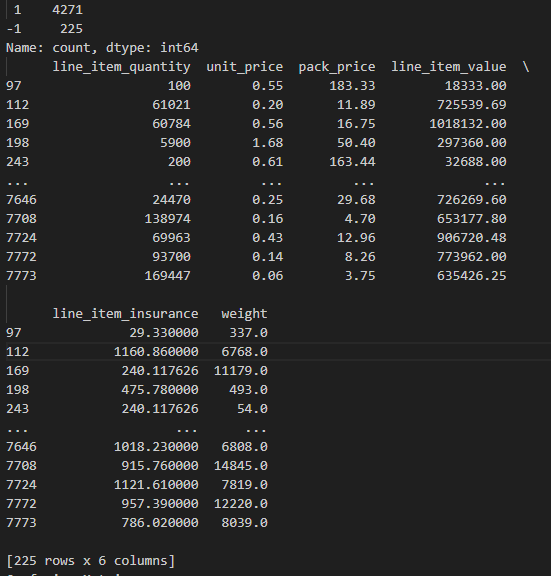 1    4271
-1     225
Name: count, dtype: int64
      line_item_quantity  unit_price  pack_price  line_item_value  \
97                   100        0.55      183.33         18333.00
112                61021        0.20       11.89        725539.69
169                60784        0.56       16.75       1018132.00
198                 5900        1.68       50.40        297360.00
243                  200        0.61      163.44         32688.00
...                  ...         ...         ...              ...
7646               24470        0.25       29.68        726269.60
7708              138974        0.16        4.70        653177.80
7724               69963        0.43       12.96        906720.48
7772               93700        0.14        8.26        773962.00
7773              169447        0.06        3.75        635426.25
      line_item_insurance   weight
97              29.330000    337.0
112           1160.860000   6768.0
169            240.117626  11179.0
198            475.780000    493.0
243            240.117626     54.0
...                   ...      ...
7646          1018.230000   6808.0
7708           915.760000  14845.0
7724          1121.610000   7819.0
7772           957.390000  12220.0
7773           786.020000   8039.0
[225 rows x 6 columns]